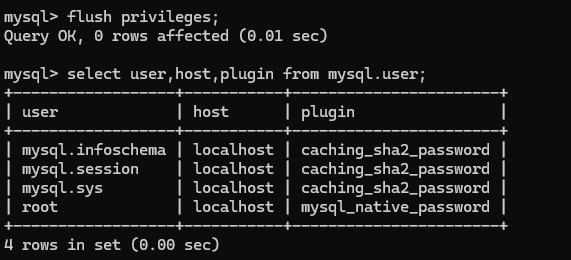 mysql> flush privileges;
Query OK, 0 rows affected (0.01 sec)
mysql> select user,host,plugin from mysql.user;
+------------------+-----------+-----------------------+
| user             | host      | plugin                |
+------------------+-----------+-----------------------+
| mysql.infoschema | localhost | caching_sha2_password |
| mysql.session    | localhost | caching_sha2_password |
| mysql.sys        | localhost | caching_sha2_password |
| root             | localhost | mysql_native_password |
+------------------+-----------+-----------------------+
4 rows in set (0.00 sec)